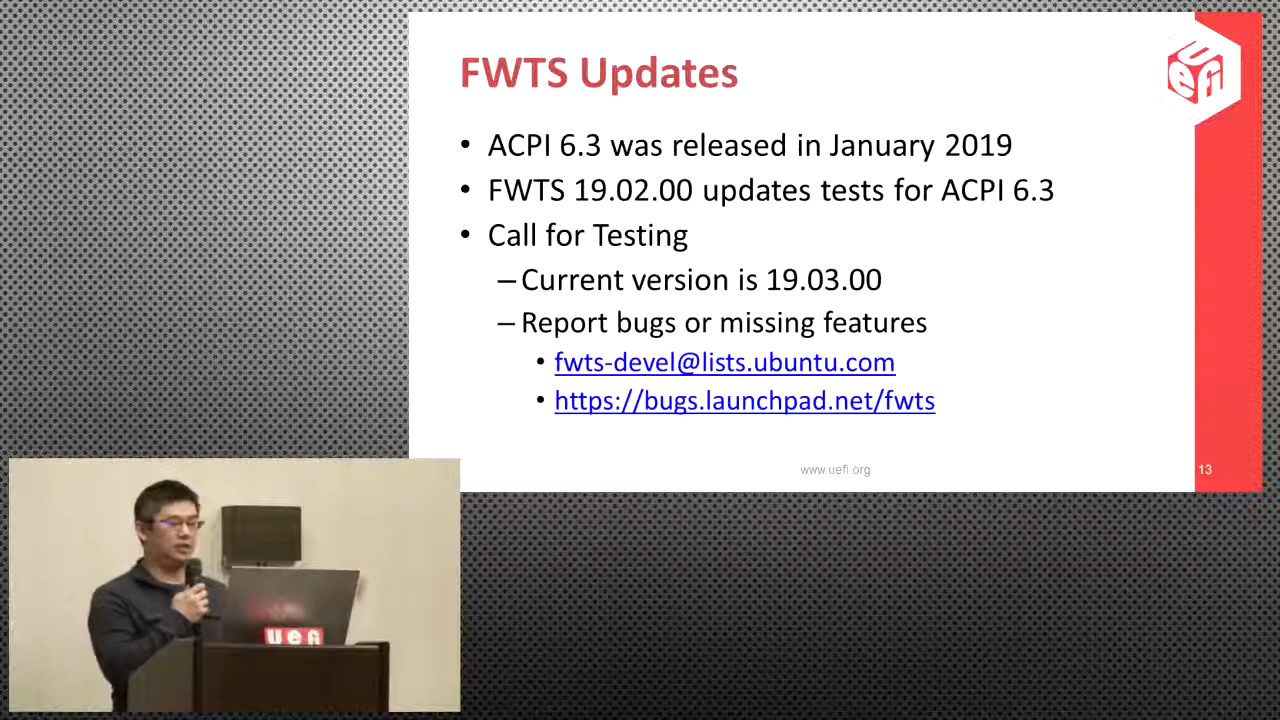 FWTS Updates
uefi
• ACPI 6.3 was released in January 2019
• FWTS 19.02.00 updates tests for ACPI 6.3
• Call for Testing
– Current version is 19.03.00
– Report bugs or missing features
• fwts-devel@lists.ubuntu.com
• https://bugs.launchpad.net/fwts
www.uefi.org
13
uefi